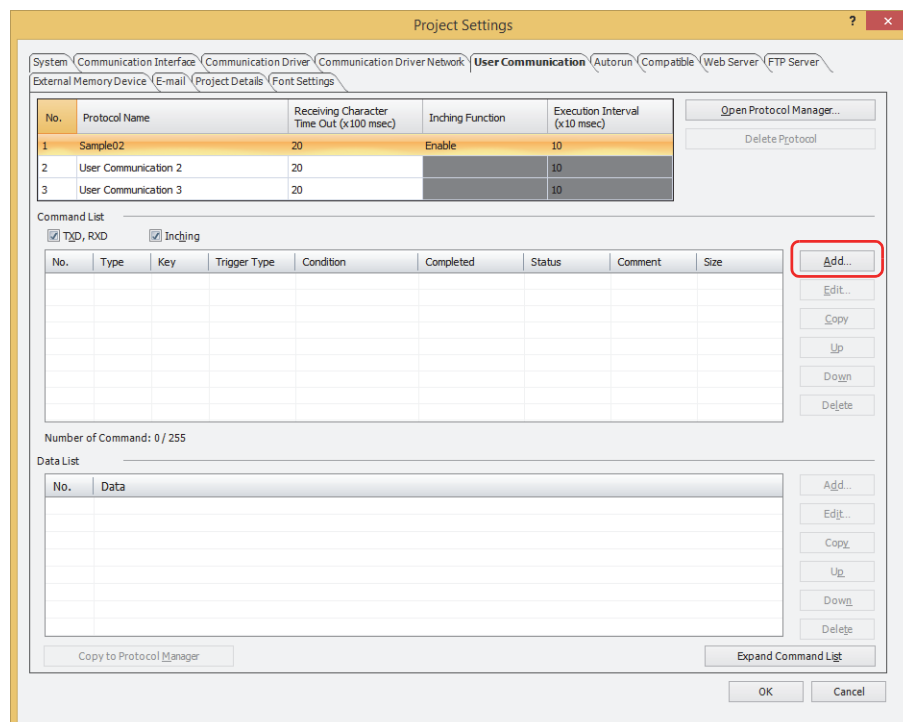 Project Settings
?
×
System Communication Interface Communication Driver Communication Driver Network User Communication Autorun Compatible Web Server FTP Server
External Memory Device E-mail Project Details Font Settings
No. Protocol Name Receiving Character Time Out (x100 msec) Inching Function Execution Interval (x10 msec)
1 Sample02 20 Enable 10
2 User Communication 2 20 10
3 User Communication 3 20 10
Open Protocol Manager...
Delete Protocol
Command List
TXD, RXD Inching
No. Type Key Trigger Type Condition Completed Status Comment Size
Add...
Edit...
Copy
Up
Down
Delete
Number of Command: 0 / 255
Data List
No. Data
Add...
Edit...
Copy
Up
Down
Delete
Copy to Protocol Manager
Expand Command List
OK
Cancel